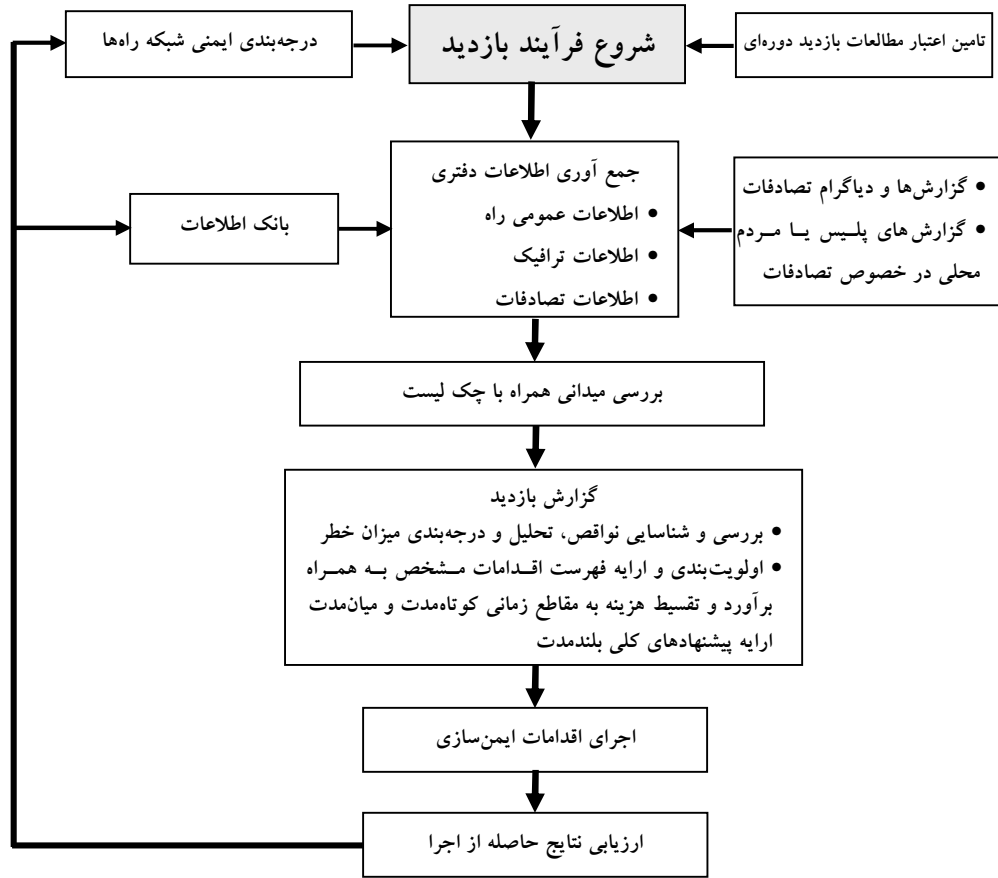 تامین اعتبار مطالعات بازدید دوره‌ای
شروع فرآیند بازدید
درجه‌بندی ایمنی شبکه راه‌ها
• گزارش‌ها و دیاگرام تصادفات
• گزارش‌های پلیس یا مردم
محلی در خصوص تصادفات
جمع آوری اطلاعات دفتری
• اطلاعات عمومی راه
• اطلاعات ترافیک
• اطلاعات تصادفات
بانک اطلاعات
بررسی میدانی همراه با چک لیست
گزارش بازدید
• بررسی و شناسایی نواقص، تحلیل و درجه‌بندی میزان خطر
• اولویت‌بندی و ارایه فهرست اقدامات مشخص به همراه
برآورد و تقسیط هزینه به مقاطع زمانی کوتاه‌مدت و میان‌مدت
ارایه پیشنهادهای کلی بلندمدت
اجرای اقدامات ایمن‌سازی
ارزیابی نتایج حاصله از اجرا